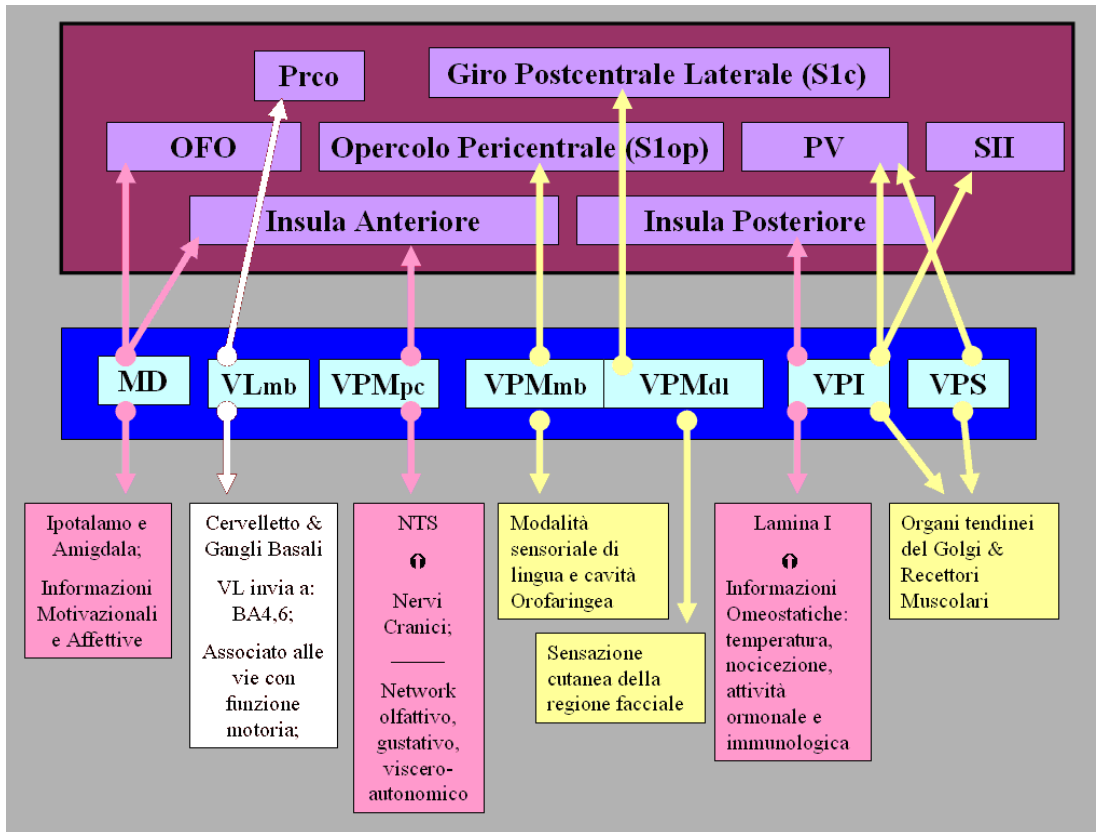 Prco
Giro Postcentrale Laterale (S1c)
OFO
Opercolo Pericentrale (S1op)
PV
SII
Insula Anteriore
Insula Posteriore
MD
VLmb
VPMpc
VPMmb
VPMdl
VPI
VPS
Ipotalamo e
Amigdala;
Informazioni
Motivazionali
e Affettive
Cervelletto &
Gangli Basali
VL invia a:
BA4,6;
Associato alle
vie con
funzione
motoria;
NTS
Nervi
Cranici;
Network
olfattivo,
gustativo,
viscero-
autonomico
Modalità
sensoriale di
lingua e cavità
Orofaringea
Sensazione
cutanea della
regione facciale
Lamina I
Informazioni
Omeostatiche:
temperatura,
nocicezione,
attività
ormonale e
immunologica
Organi tendinei
del Golgi &
Recettori
Muscolari